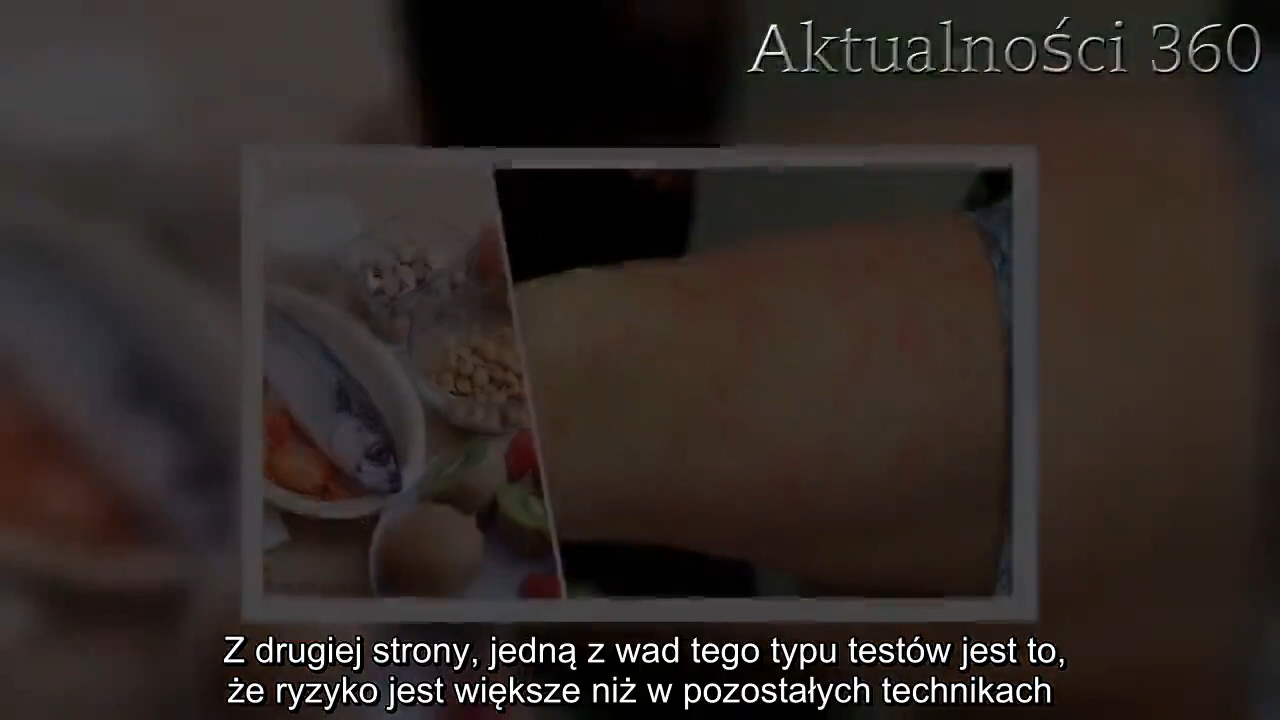 Aktualności 360
Z drugiej strony, jedną z wad tego typu testów jest to,
że ryzyko jest większe niż w pozostałych technikach